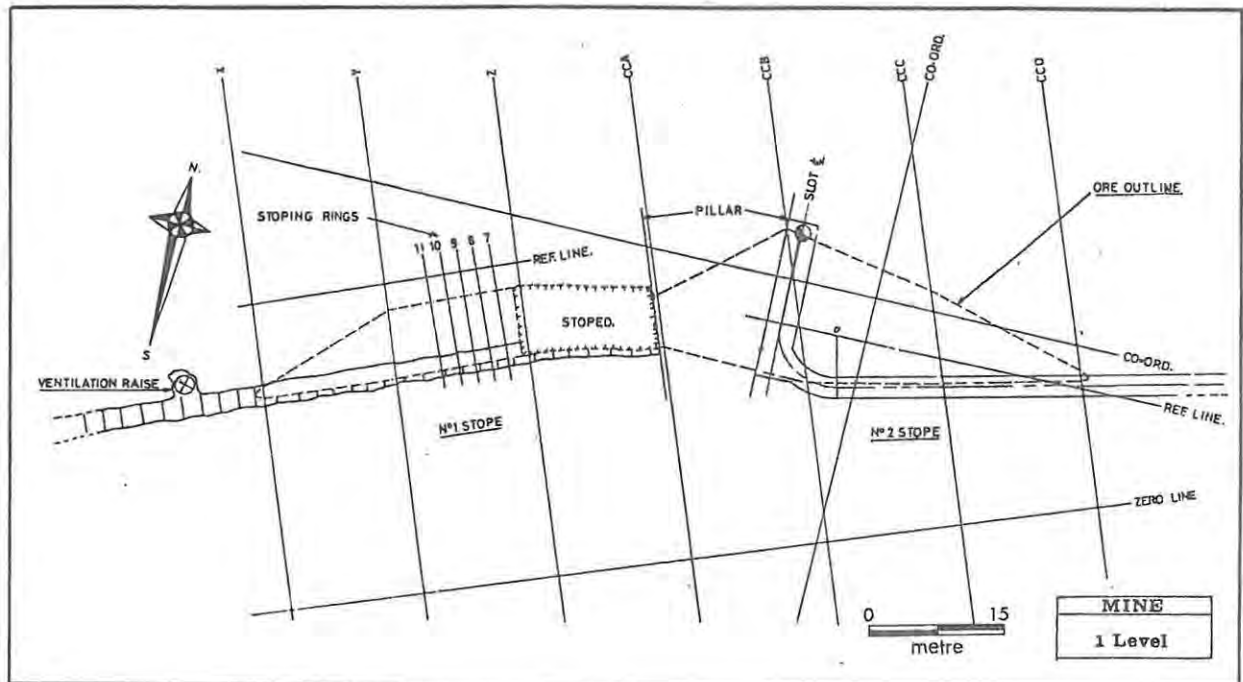 X
Y
Z
CCA
CCB
CCC
CO-ORD.
CCD
N.
S
STOPING RINGS
11 10 9 8 7
REF. LINE.
PILLAR
SLOT
ORE OUTLINE
STOPED.
VENTILATION RAISE
Nº1 STOPE
CO-ORD.
REF. LINE.
Nº2 STOPE
ZERO LINE
0 15
metre
MINE
1 Level